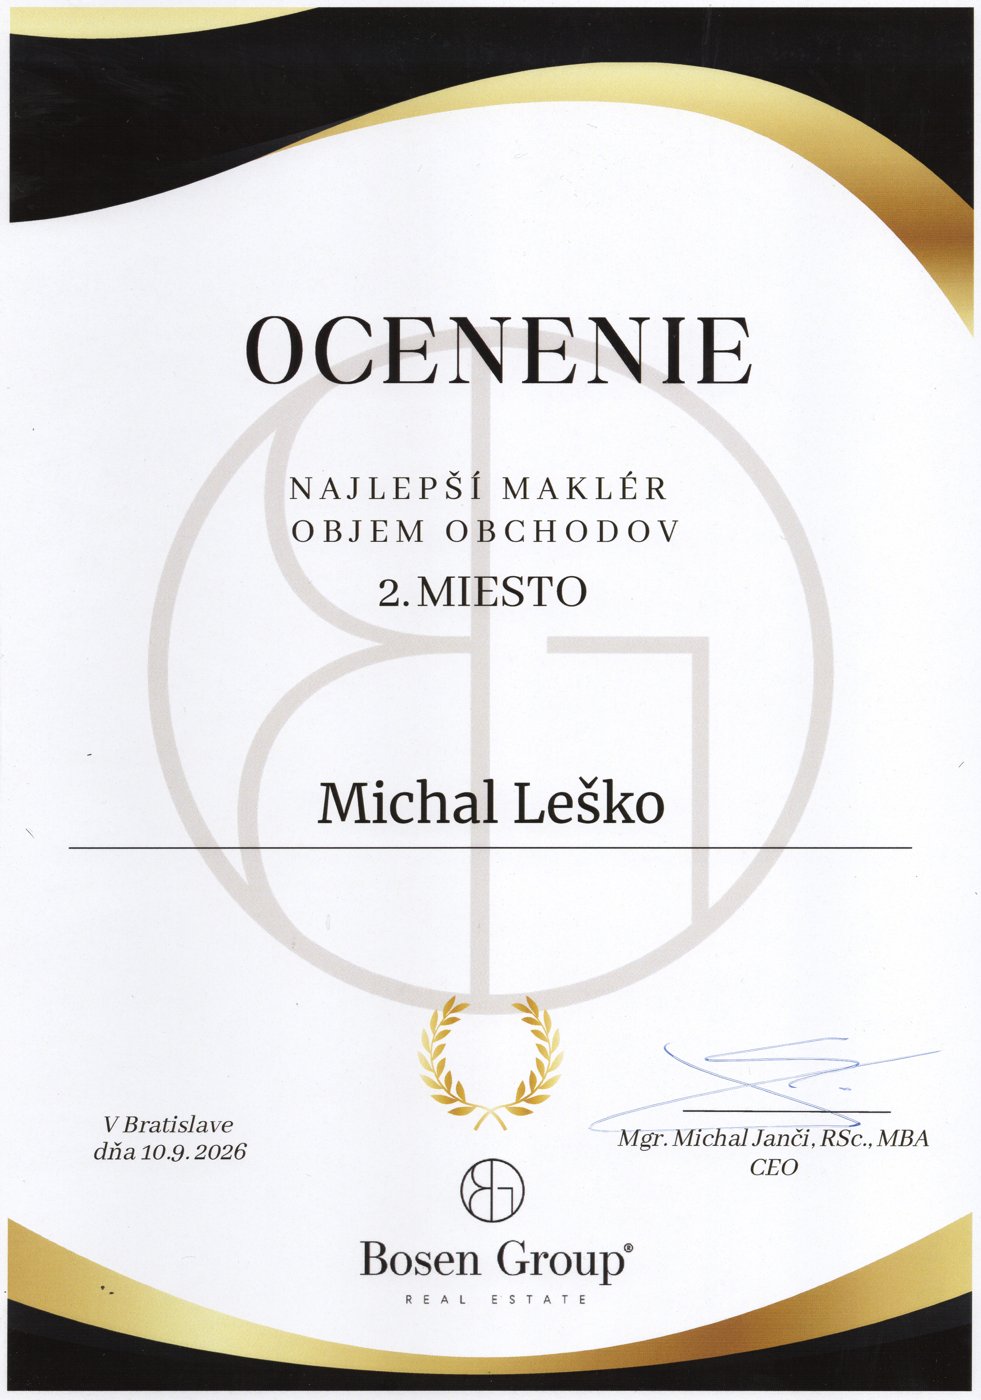 OCENENIE
NAJLEPŠÍ MAKLÉR
OBJEM OBCHODOV
2. MIESTO
Michal Leško
V Bratislave
dňa 10.9. 2026
Mgr. Michal Janči, RSc., MBA
CEO
Bosen Group®
REAL ESTATE